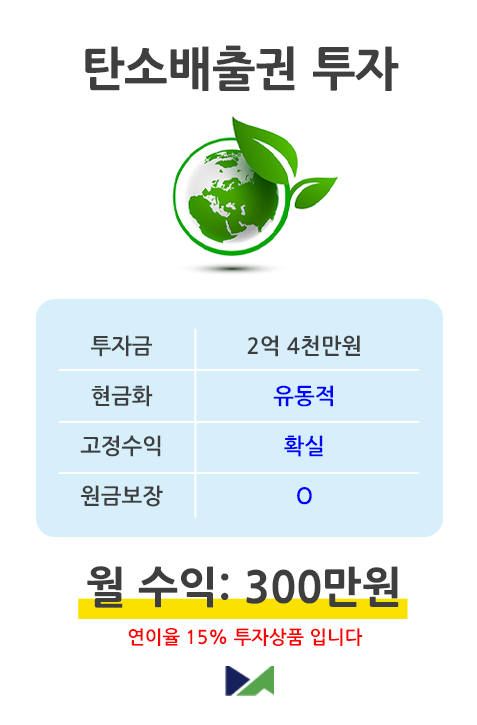 탄소배출권 투자
투자금 2억 4천만원
현금화 유동적
고정수익 확실
원금보장 O
월 수익: 300만원
연이율 15% 투자상품 입니다